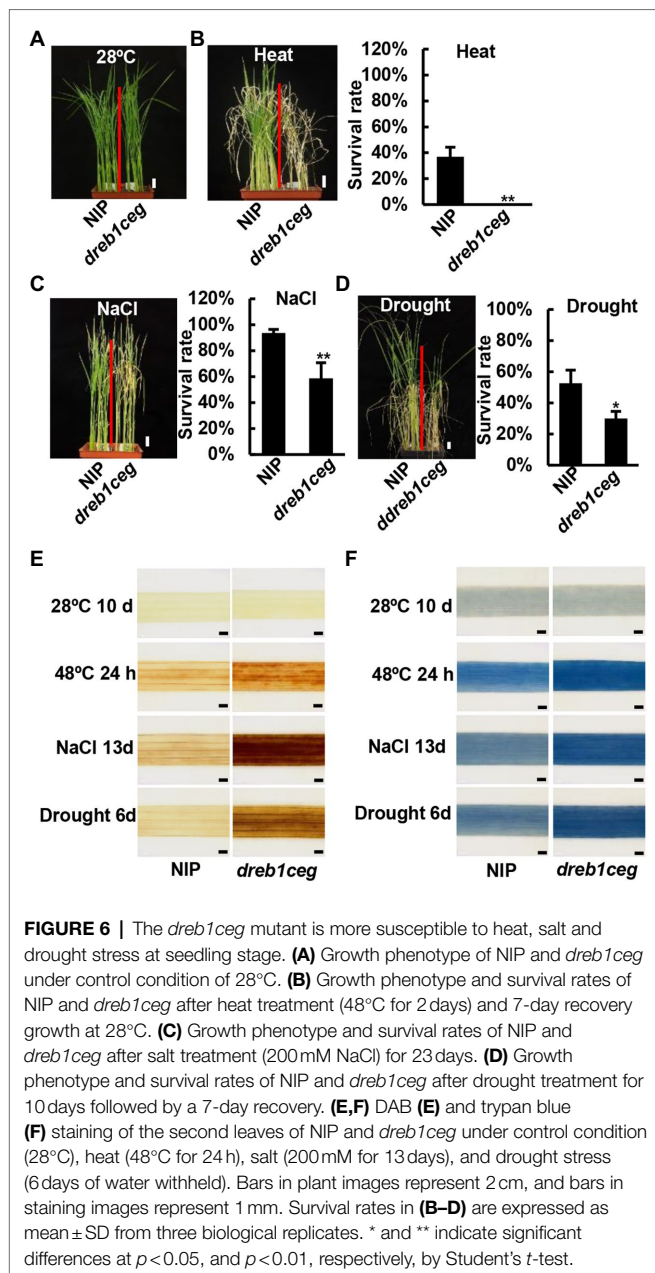 A
28ºC
NIP
dreb1ceg
B
Heat
NIP
dreb1ceg
Survival rate
120%
100%
80%
60%
40%
20%
0%
Heat
**
NIP
dreb1ceg
C
NaCl
NIP
dreb1ceg
Survival rate
120%
100%
80%
60%
40%
20%
0%
NaCl
**
NIP
dreb1ceg
D
Drought
NIP
ddreb1ceg
Survival rate
100%
80%
60%
40%
20%
0%
Drought
*
NIP
dreb1ceg
E
28ºC 10 d
48ºC 24 h
NaCl 13d
Drought 6d
NIP
dreb1ceg
F
28ºC 10 d
48ºC 24 h
NaCl 13d
Drought 6d
NIP
dreb1ceg
FIGURE 6 | The dreb1ceg mutant is more susceptible to heat, salt and
drought stress at seedling stage. (A) Growth phenotype of NIP and dreb1ceg
under control condition of 28°C. (B) Growth phenotype and survival rates of
NIP and dreb1ceg after heat treatment (48°C for 2 days) and 7-day recovery
growth at 28°C. (C) Growth phenotype and survival rates of NIP and
dreb1ceg after salt treatment (200 mM NaCl) for 23 days. (D) Growth
phenotype and survival rates of NIP and dreb1ceg after drought treatment for
10 days followed by a 7-day recovery. (E,F) DAB (E) and trypan blue
(F) staining of the second leaves of NIP and dreb1ceg under control condition
(28°C), heat (48°C for 24 h), salt (200 mM for 13 days), and drought stress
(6 days of water withheld). Bars in plant images represent 2 cm, and bars in
staining images represent 1 mm. Survival rates in (B–D) are expressed as
mean ± SD from three biological replicates. * and ** indicate significant
differences at p < 0.05, and p < 0.01, respectively, by Student's t-test.